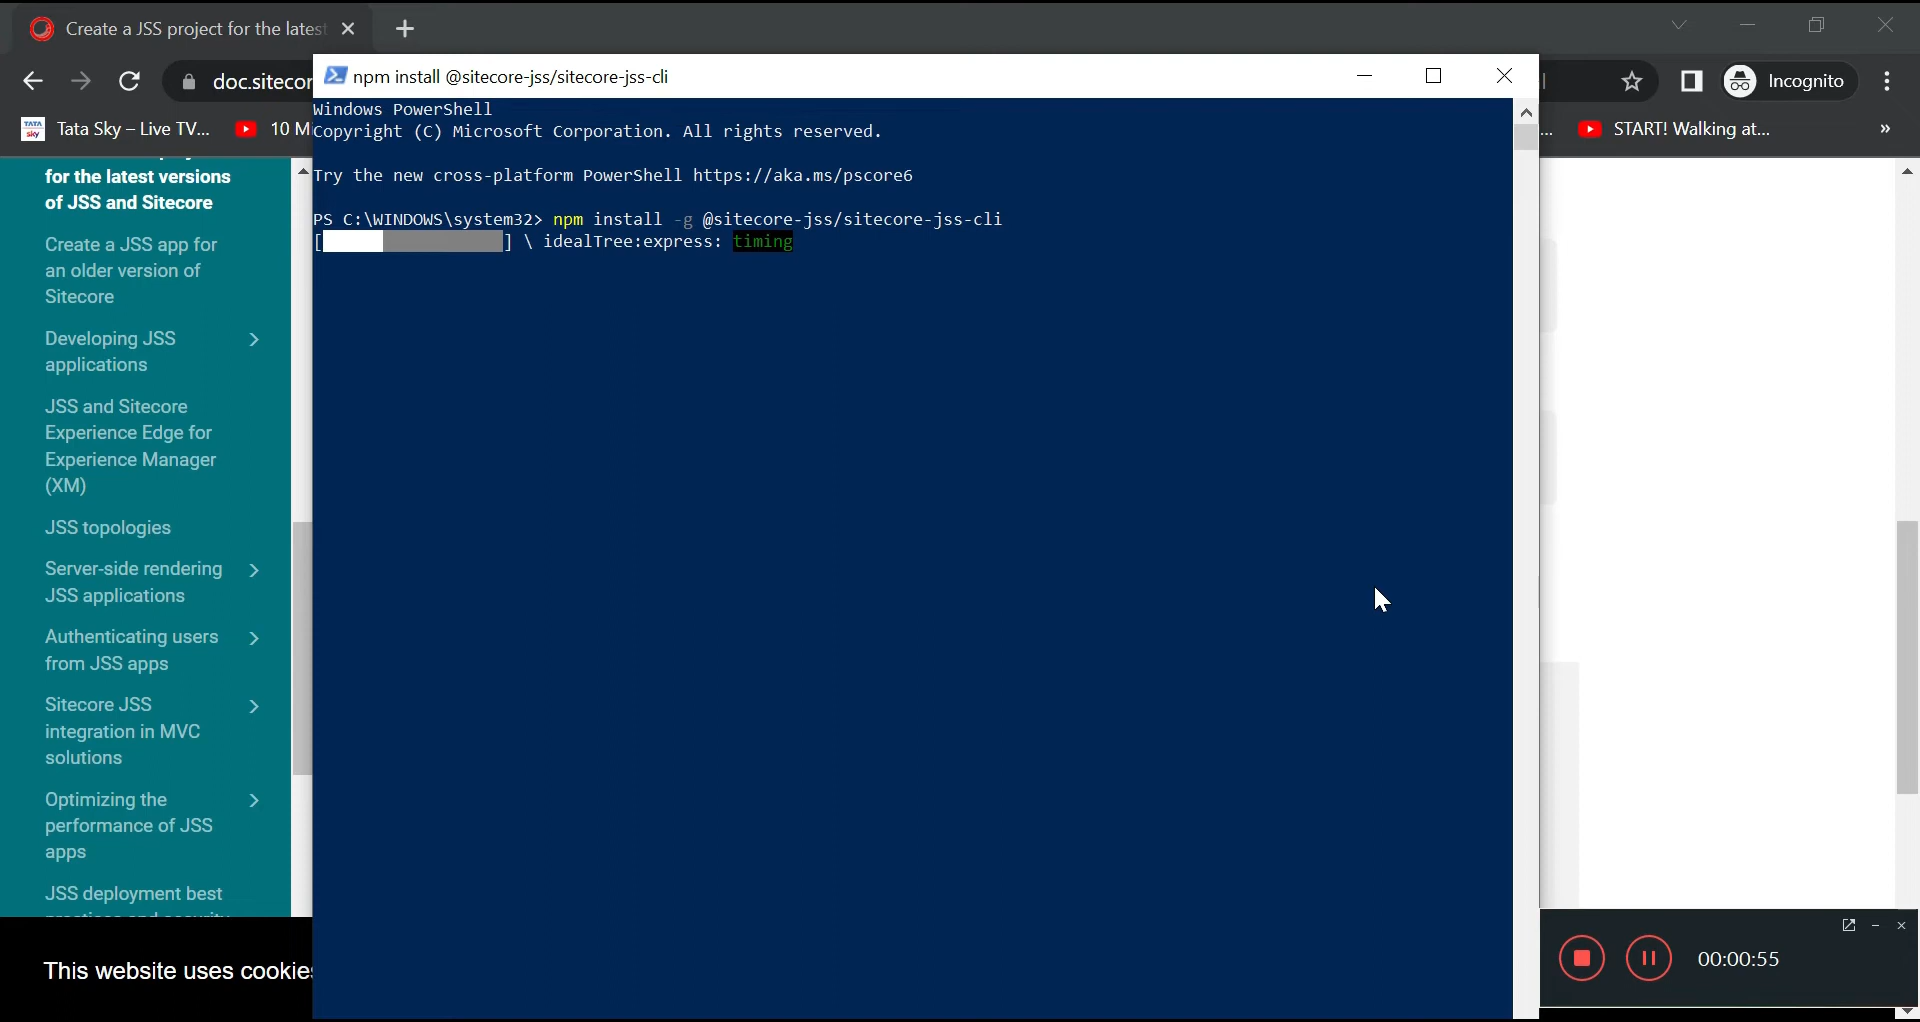 Create a JSS project for the latest
doc.sitecor
Incognito
TATA
sky
Tata Sky – Live TV...
10 Mi
START! Walking at...
»
npm install @sitecore-jss/sitecore-jss-cli
Windows PowerShell
Copyright (C) Microsoft Corporation. All rights reserved.
Try the new cross-platform PowerShell https://aka.ms/pscore6
PS C:\WINDOWS\system32> npm install -g @sitecore-jss/sitecore-jss-cli
[                  ] \ idealTree:express: timing
for the latest versions
of JSS and Sitecore
Create a JSS app for
an older version of
Sitecore
Developing JSS
applications
JSS and Sitecore
Experience Edge for
Experience Manager
(XM)
JSS topologies
Server-side rendering
JSS applications
Authenticating users
from JSS apps
Sitecore JSS
integration in MVC
solutions
Optimizing the
performance of JSS
apps
JSS deployment best
This website uses cookies
00:00:55